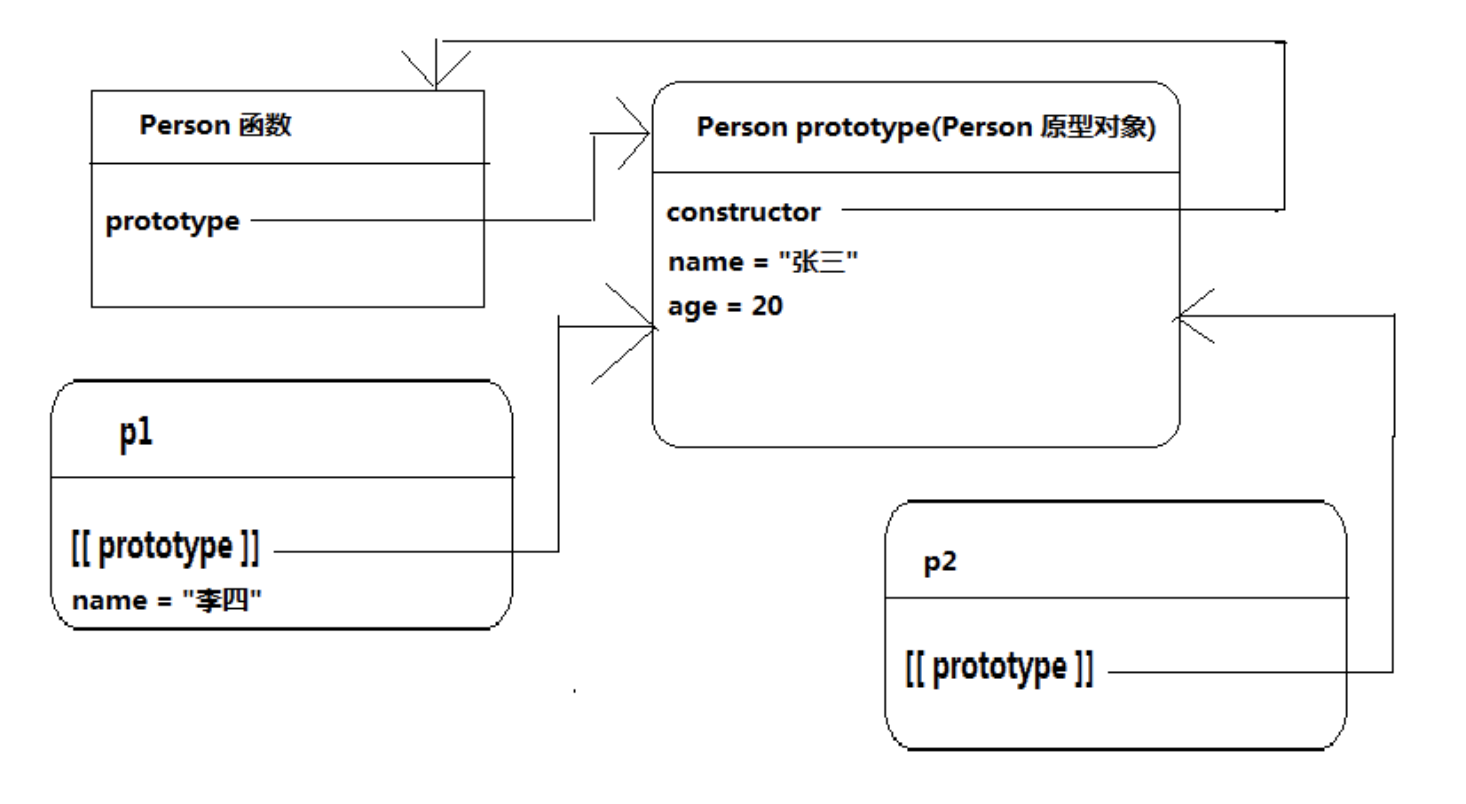 Person 函数
prototype
Person prototype(Person 原型对象)
constructor
name = "张三"
age = 20
p1
[[ prototype ]]
name = "李四"
p2
[[ prototype ]]